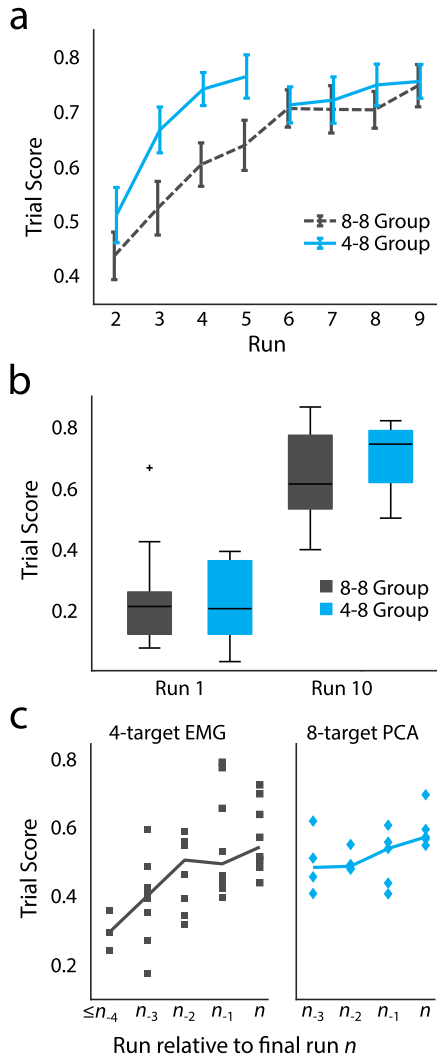 a
0.8
0.7
0.6
0.5
0.4
Trial Score
8-8 Group
4-8 Group
2 3 4 5 6 7 8 9
Run
b
0.8
0.6
0.4
0.2
Trial Score
8-8 Group
4-8 Group
Run 1 Run 10
c
4-target EMG 8-target PCA
0.8
0.6
0.4
0.2
Trial Score
≤n-4 n-3 n-2 n-1 n n-3 n-2 n-1 n
Run relative to final run n